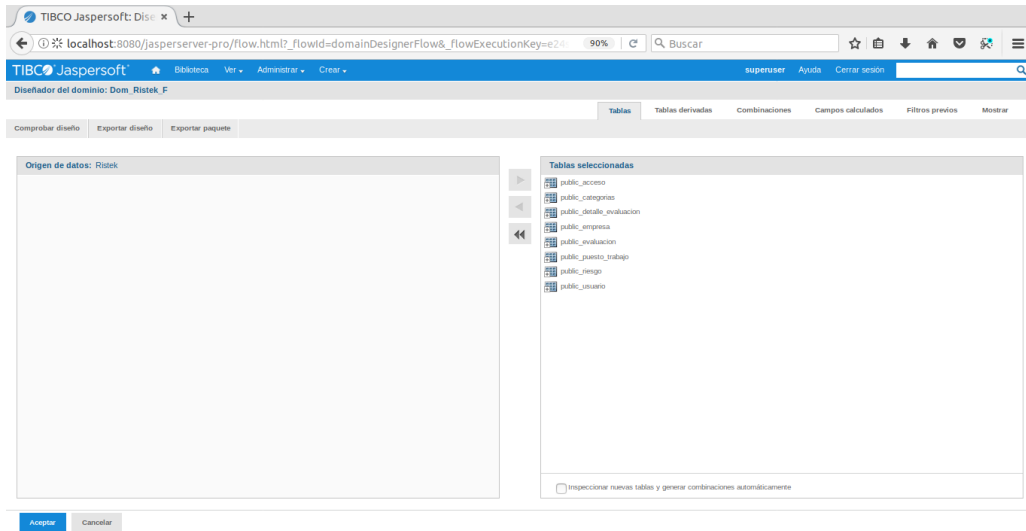 TIBCO Jaspersoft: Dise
localhost:8080/jasperserver-pro/flow.html?_flowId=domainDesignerFlow&_flowExecutionKey=e24 90% Buscar
TIBCO Jaspersoft Biblioteca Ver Administrar Crear superuser Ayuda Cerrar sesión
Diseñador del dominio: Dom_Ristek_F
Tablas Tablas derivadas Combinaciones Campos calculados Filtros previos Mostrar
Comprobar diseño Exportar diseño Exportar paquete
Origen de datos: Ristek Tablas seleccionadas
public_acceso
public_categorias
public_detalle_evaluacion
public_empresa
public_evaluacion
public_puesto_trabajo
public_riesgo
public_usuario
Inspeccionar nuevas tablas y generar combinaciones automáticamente
Aceptar Cancelar